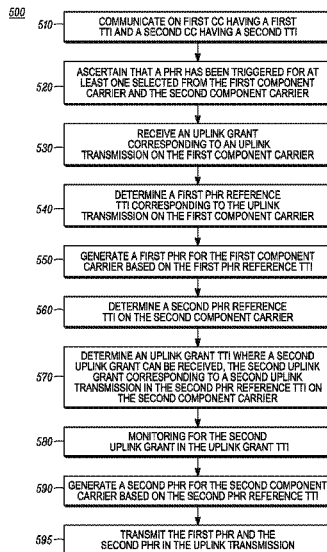 500
510
COMMUNICATE ON FIRST CC HAVING A FIRST
TTI AND A SECOND CC HAVING A SECOND TTI
520
ASCERTAIN THAT A PHR HAS BEEN TRIGGERED FOR AT
LEAST ONE SELECTED FROM THE FIRST COMPONENT
CARRIER AND THE SECOND COMPONENT CARRIER
530
RECEIVE AN UPLINK GRANT
CORRESPONDING TO AN UPLINK
TRANSMISSION ON THE FIRST COMPONENT CARRIER
540
DETERMINE A FIRST PHR REFERENCE
TTI CORRESPONDING TO THE UPLINK
TRANSMISSION ON THE FIRST COMPONENT CARRIER
550
GENERATE A FIRST PHR FOR THE FIRST COMPONENT
CARRIER BASED ON THE FIRST PHR REFERENCE TTI
560
DETERMINE A SECOND PHR REFERENCE
TTI ON THE SECOND COMPONENT CARRIER
570
DETERMINE AN UPLINK GRANT TTI WHERE A SECOND
UPLINK GRANT CAN BE RECEIVED, THE SECOND UPLINK
GRANT CORRESPONDING TO A SECOND UPLINK
TRANSMISSION IN THE SECOND PHR REFERENCE TTI ON
THE SECOND COMPONENT CARRIER
580
MONITORING FOR THE SECOND
UPLINK GRANT IN THE UPLINK GRANT TTI
590
GENERATE A SECOND PHR FOR THE SECOND COMPONENT
CARRIER BASED ON THE SECOND PHR REFERENCE TTI
595
TRANSMIT THE FIRST PHR AND THE
SECOND PHR IN THE UPLINK TRANSMISSION